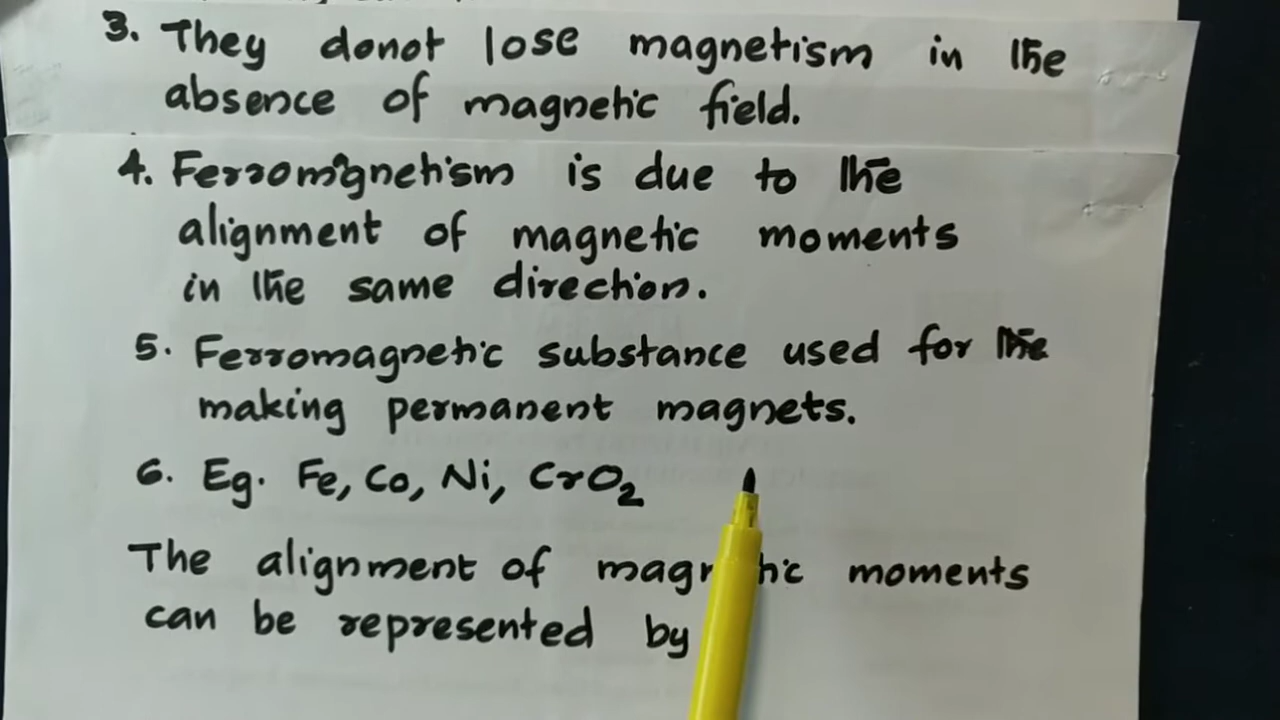 3. They donot lose magnetism in the
absence of magnetic field.
4. Ferromagnetism is due to the
alignment of magnetic moments
in the same direction.
5. Ferromagnetic substance used for the
making permanent magnets.
6. Eg. Fe, Co, Ni, CrO₂
The alignment of magnetic moments
can be represented by